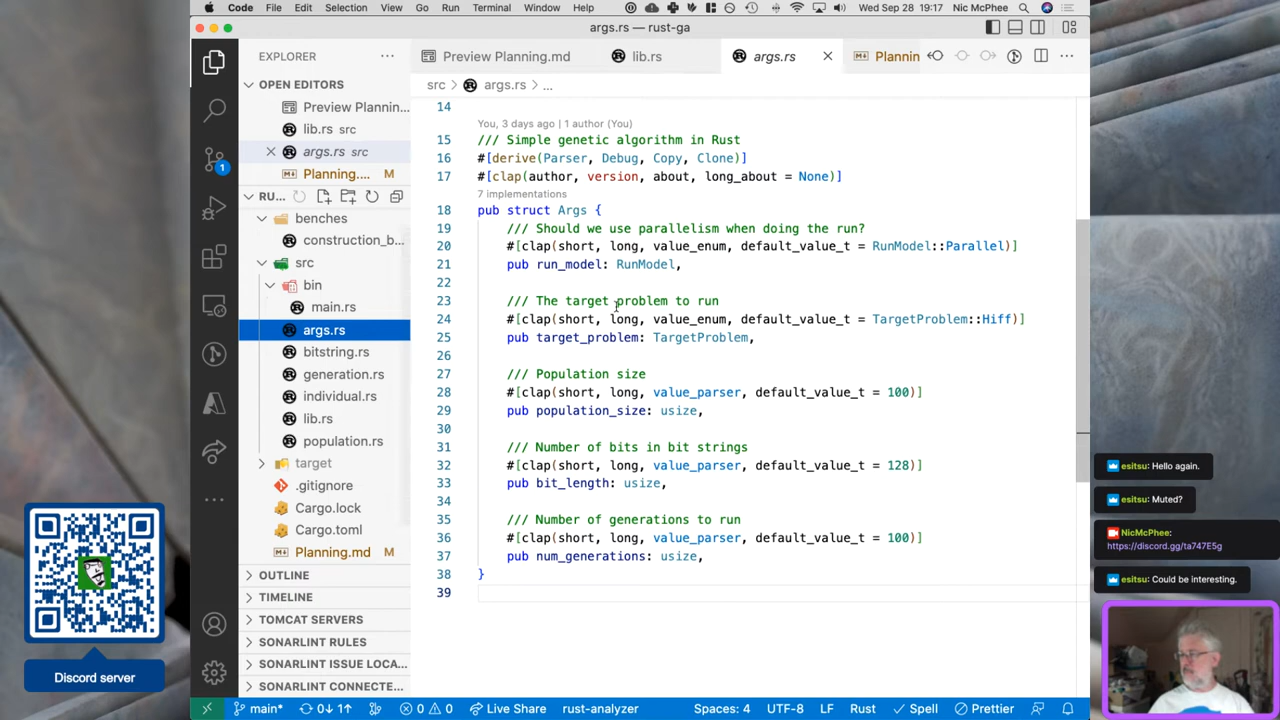 Code File Edit Selection View Go Run Terminal Window Help Wed Sep 28 19:17 Nic McPhee
args.rs — rust-ga
EXPLORER
OPEN EDITORS
Preview Plannin...
lib.rs src
args.rs src
Planning.... M
RU...
benches
construction_b...
src
bin
main.rs
args.rs
bitstring.rs
generation.rs
individual.rs
lib.rs
population.rs
target
.gitignore
Cargo.lock
Cargo.toml
Planning.md M
OUTLINE
TIMELINE
TOMCAT SERVERS
SONARLINT RULES
SONARLINT ISSUE LOCA...
SONARLINT CONNECTE...
1
Preview Planning.md lib.rs args.rs Plannin
src > args.rs > ...
14
You, 3 days ago | 1 author (You)
15 /// Simple genetic algorithm in Rust
16 #[derive(Parser, Debug, Copy, Clone)]
17 #[clap(author, version, about, long_about = None)]
7 implementations
18 pub struct Args {
19 /// Should we use parallelism when doing the run?
20 #[clap(short, long, value_enum, default_value_t = RunModel::Parallel)]
21 pub run_model: RunModel,
22
23 /// The target problem to run
24 #[clap(short, long, value_enum, default_value_t = TargetProblem::Hiff)]
25 pub target_problem: TargetProblem,
26
27 /// Population size
28 #[clap(short, long, value_parser, default_value_t = 100)]
29 pub population_size: usize,
30
31 /// Number of bits in bit strings
32 #[clap(short, long, value_parser, default_value_t = 128)]
33 pub bit_length: usize,
34
35 /// Number of generations to run
36 #[clap(short, long, value_parser, default_value_t = 100)]
37 pub num_generations: usize,
38 }
39
main* 0↓ 1↑ 0 0 Live Share rust-analyzer Spaces: 4 UTF-8 LF Rust Spell Prettier
Discord server
esitsu: Hello again.
esitsu: Muted?
NicMcPhee:
https://discord.gg/ta747E5g
esitsu: Could be interesting.